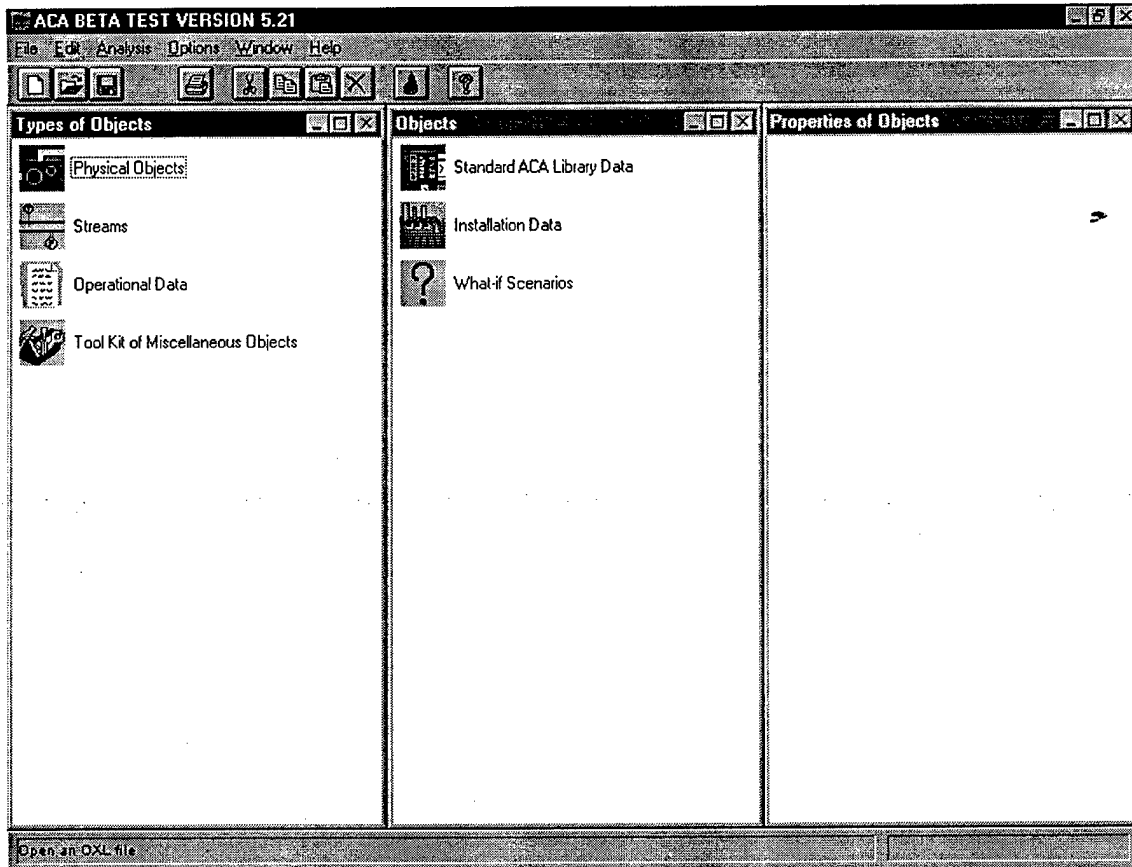 ACA BETA TEST VERSION 5.21
File Edit Analysis Options Window Help
Types of Objects
Physical Objects
Streams
Operational Data
Tool Kit of Miscellaneous Objects
Objects
Standard ACA Library Data
Installation Data
What-if Scenarios
Properties of Objects
Open an OXL file